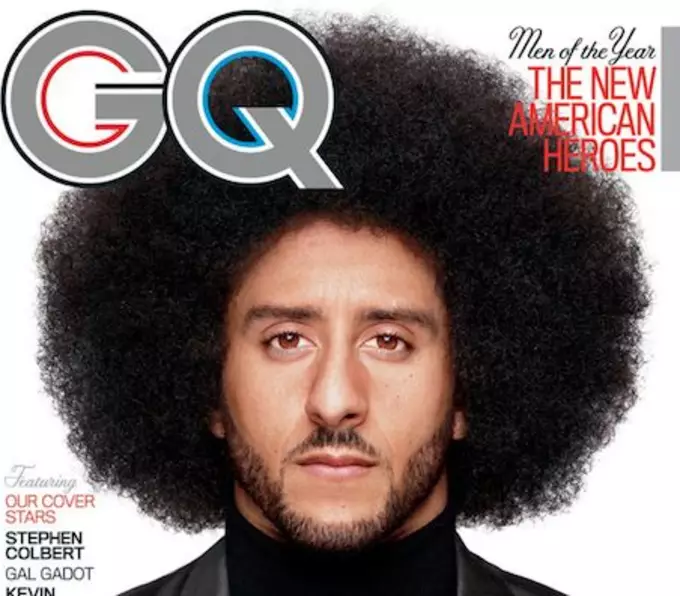 GQ
Men of the Year
THE NEW
AMERICAN
HEROES
Featuring
OUR COVER
STARS
STEPHEN
COLBERT
GAL GADOT
KEVIN